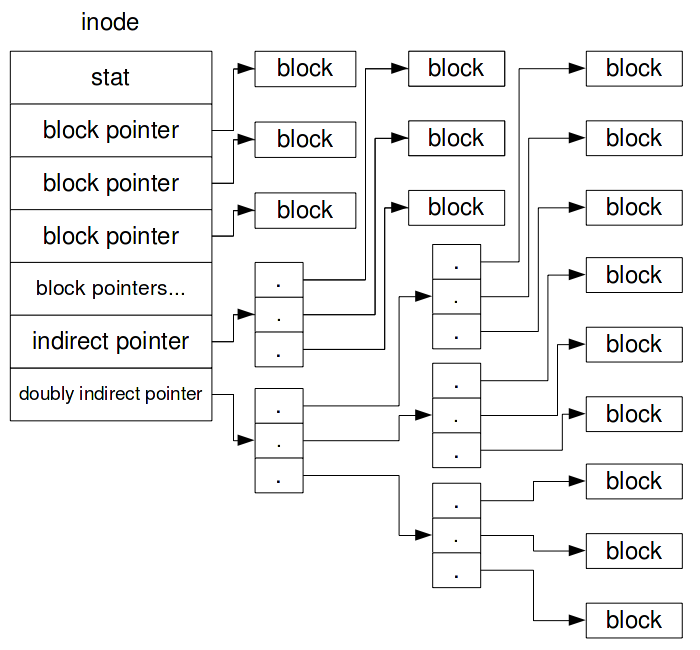 inode
stat
block pointer
block pointer
block pointer
block pointers...
indirect pointer
doubly indirect pointer
block
block
block
.
.
.
.
.
.
block
block
block
.
.
.
.
.
.
.
.
.
block
block
block
block
block
block
block
block
block